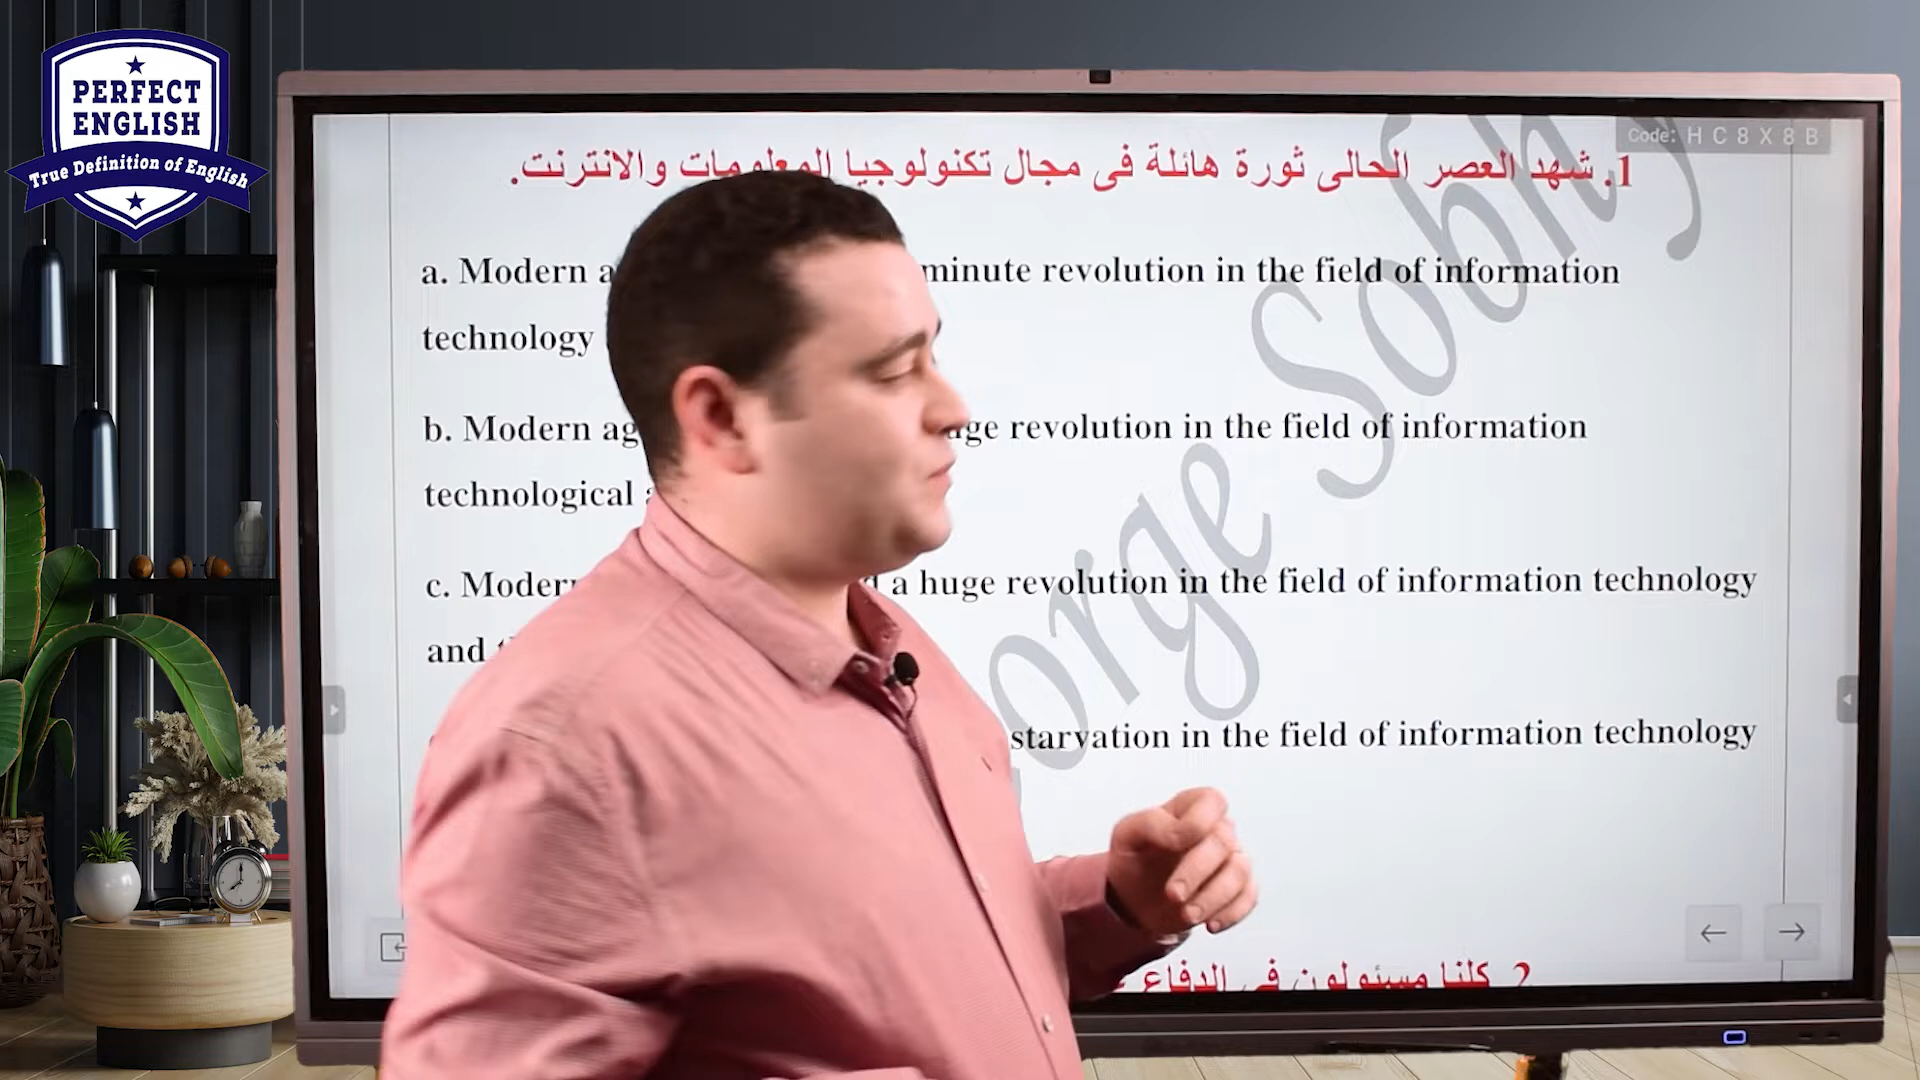 PERFECT
ENGLISH
True Definition of English
Code: H C 8 X 8 B
1. شهد العصر الحالى ثورة هائلة فى مجال تكنولوجيا المعلومات والانترنت.
a. Modern minute revolution in the field of information
technology
b. Modern revolution in the field of information
technological
c. a huge revolution in the field of information technology
and
starvation in the field of information technology
2 كلنا مسئولون فى الدفاع
Sobhy